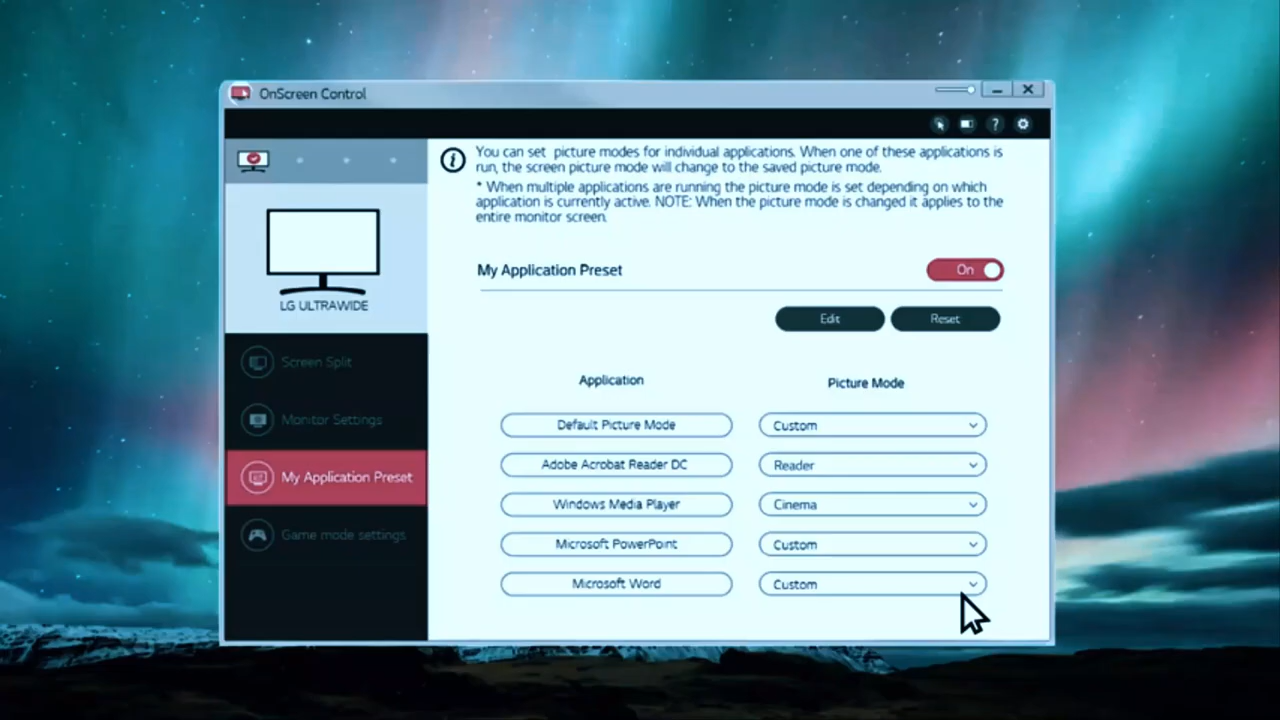 OnScreen Control
?
You can set picture modes for individual applications. When one of these applications is
run, the screen picture mode will change to the saved picture mode.
* When multiple applications are running the picture mode is set depending on which
application is currently active. NOTE: When the picture mode is changed it applies to the
entire monitor screen.
LG ULTRAWIDE
Screen Split
Monitor Settings
My Application Preset
Game mode settings
My Application Preset
On
Edit
Reset
Application
Picture Mode
Default Picture Mode
Custom
Adobe Acrobat Reader DC
Reader
Windows Media Player
Cinema
Microsoft PowerPoint
Custom
Microsoft Word
Custom